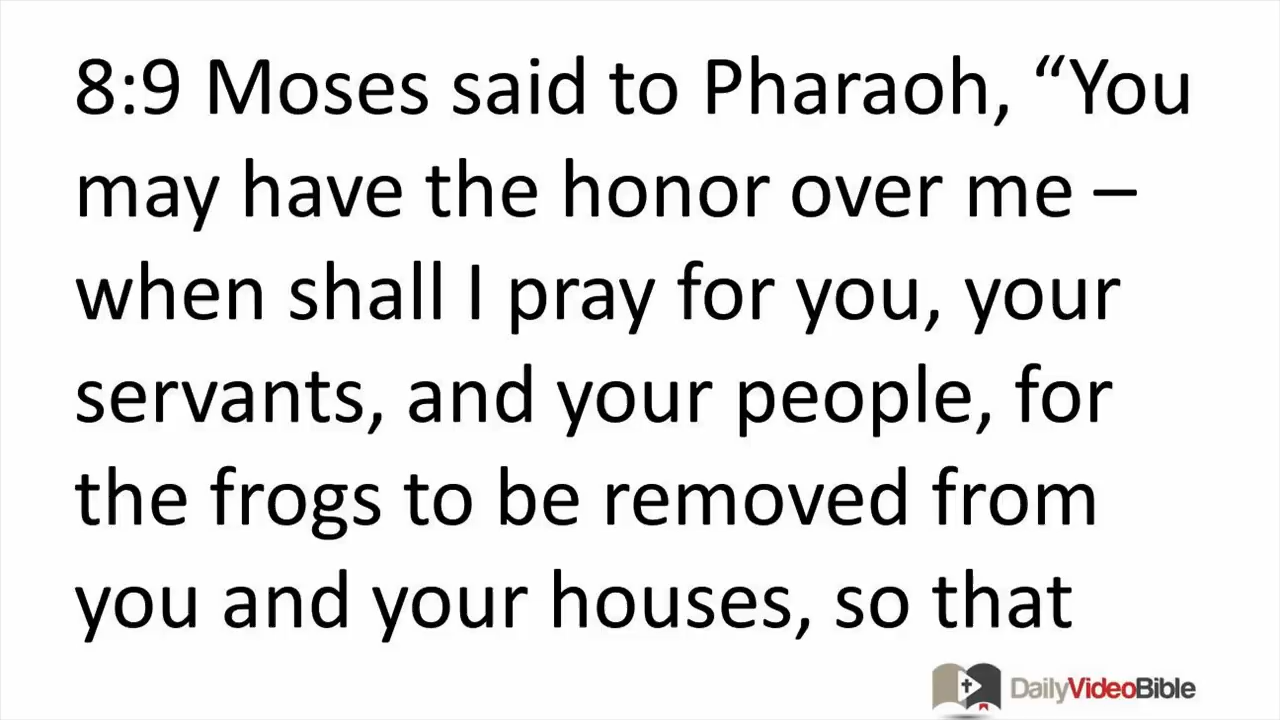 8:9 Moses said to Pharaoh, “You
may have the honor over me –
when shall I pray for you, your
servants, and your people, for
the frogs to be removed from
you and your houses, so that
DailyVideoBible